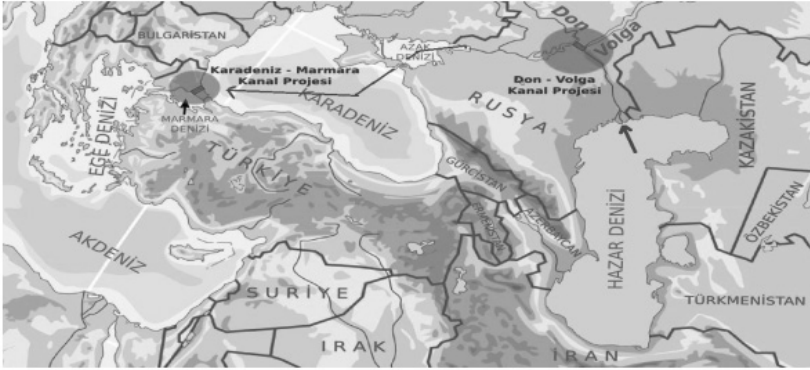 BULGARİSTAN
AZAK
DENİZİ
Don
Volga
Karadeniz - Marmara
Kanal Projesi
Don - Volga
Kanal Projesi
KARADENİZ
RUSYA
KAZAKİSTAN
EGE DENİZİ
MARMARA
DENİZİ
TÜRKİYE
GÜRCİSTAN
AZERBAYCAN
HAZAR DENİZİ
ÖZBEKİSTAN
AKDENİZ
SURİYE
TÜRKMENİSTAN
IRAK
İRAN